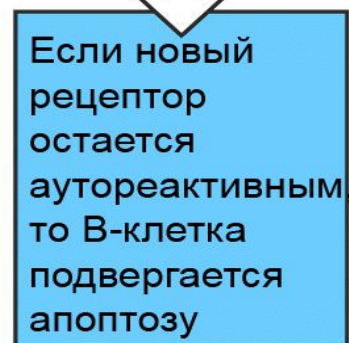 Если новый
рецептор
остается
аутореактивным,
то В-клетка
подвергается
апоптозу